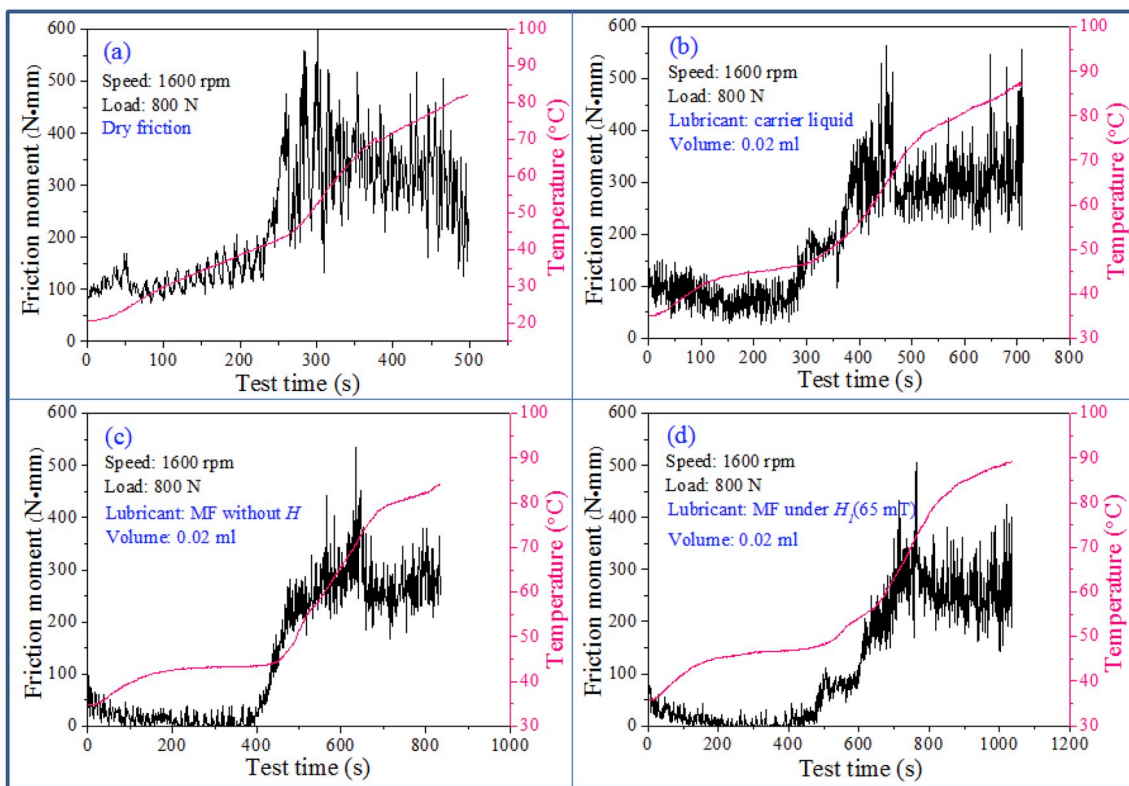 (a)
Speed: 1600 rpm
Load: 800 N
Dry friction
Friction moment (N•mm)
0
100
200
300
400
500
600
0 100 200 300 400 500
Test time (s)
20
30
40
50
60
70
80
90
100
Temperature (°C)
(b)
Speed: 1600 rpm
Load: 800 N
Lubricant: carrier liquid
Volume: 0.02 ml
Friction moment (N•mm)
0
100
200
300
400
500
600
0 100 200 300 400 500 600 700 800
Test time (s)
30
40
50
60
70
80
90
100
Temperature (°C)
(c)
Speed: 1600 rpm
Load: 800 N
Lubricant: MF without H
Volume: 0.02 ml
Friction moment (N•mm)
0
100
200
300
400
500
600
0 200 400 600 800 1000
Test time (s)
30
40
50
60
70
80
90
100
Temperature (°C)
(d)
Speed: 1600 rpm
Load: 800 N
Lubricant: MF under H1(65 mT)
Volume: 0.02 ml
Friction moment (N•mm)
0
100
200
300
400
500
600
0 200 400 600 800 1000 1200
Test time (s)
30
40
50
60
70
80
90
100
Temperature (°C)